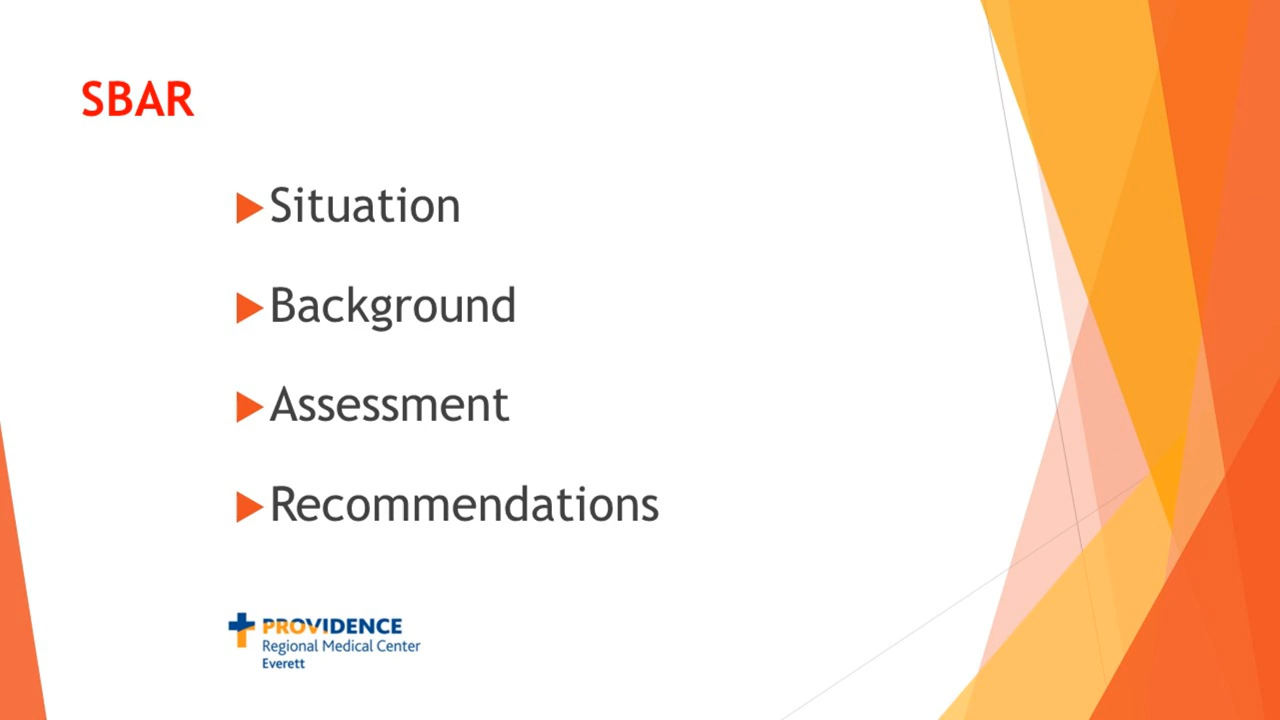 SBAR
Situation
Background
Assessment
Recommendations
PROVIDENCE
Regional Medical Center
Everett